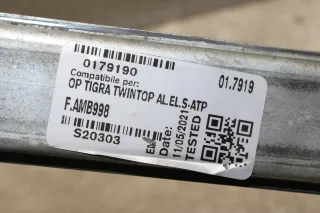 0179190
01.7919
Compatibile per:
OP TIGRA TWINTOP AL.EL.S-ATP
F.AMB998
S20303
Date:
11/05/2021
TESTED